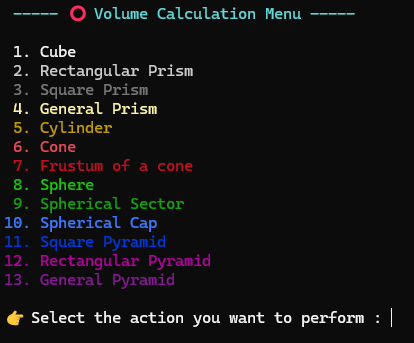 ----- ⭕ Volume Calculation Menu -----
1. Cube
2. Rectangular Prism
3. Square Prism
4. General Prism
5. Cylinder
6. Cone
7. Frustum of a cone
8. Sphere
9. Spherical Sector
10. Spherical Cap
11. Square Pyramid
12. Rectangular Pyramid
13. General Pyramid
👉 Select the action you want to perform :